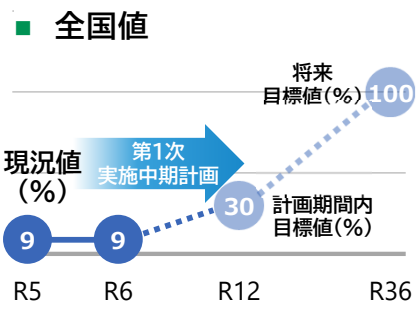 ■ 全国値
将来
目標値(%)
100
現況値
(%)
第1次
実施中期計画
30
計画期間内
目標値(%)
9
9
R5
R6
R12
R36